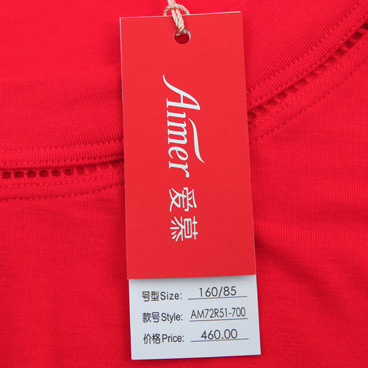 Aimer 爱慕
号型Size: 160/85
款号Style: AM72R51-700
价格Price: 460.00